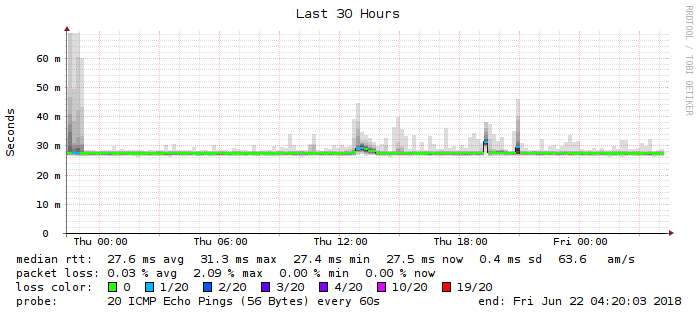 Last 30 Hours
RRDTOOL / TOBI OETIKER
Seconds
60 m
50 m
40 m
30 m
20 m
10 m
0
Thu 00:00 Thu 06:00 Thu 12:00 Thu 18:00 Fri 00:00
median rtt: 27.6 ms avg 31.3 ms max 27.4 ms min 27.5 ms now 0.4 ms sd 63.6 am/s
packet loss: 0.03 % avg 2.09 % max 0.00 % min 0.00 % now
loss color: 0 1/20 2/20 3/20 4/20 10/20 19/20
probe: 20 ICMP Echo Pings (56 Bytes) every 60s end: Fri Jun 22 04:20:03 2018